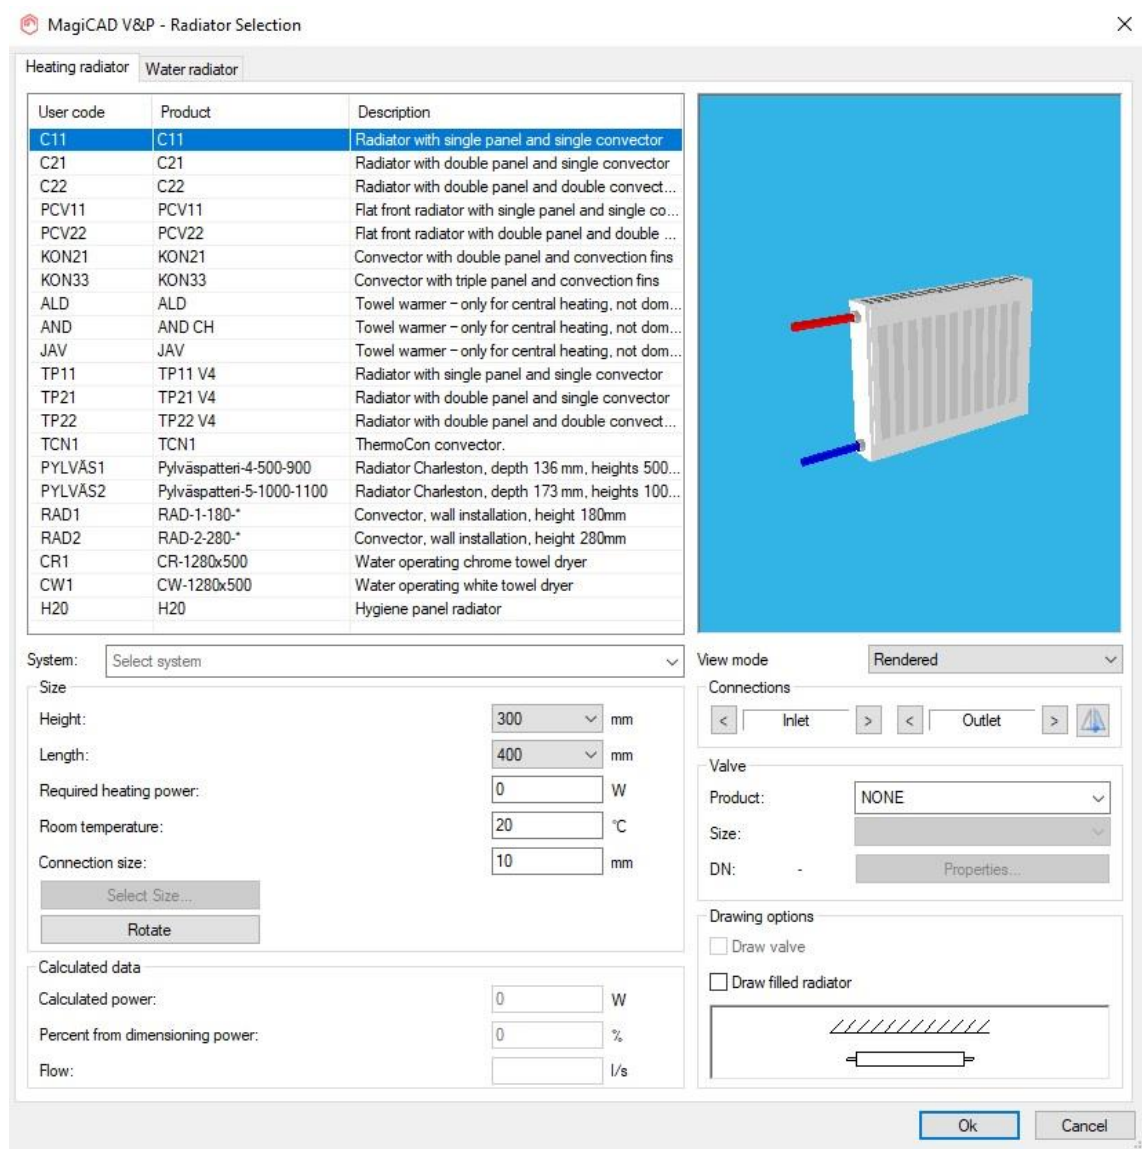 MagiCAD V&P - Radiator Selection
Heating radiator Water radiator
User code Product Description
C11 C11 Radiator with single panel and single convector
C21 C21 Radiator with double panel and single convector
C22 C22 Radiator with double panel and double convect...
PCV11 PCV11 Flat front radiator with single panel and single co...
PCV22 PCV22 Flat front radiator with double panel and double ...
KON21 KON21 Convector with double panel and convection fins
KON33 KON33 Convector with triple panel and convection fins
ALD ALD Towel warmer – only for central heating, not dom...
AND AND CH Towel warmer – only for central heating, not dom...
JAV JAV Towel warmer – only for central heating, not dom...
TP11 TP11 V4 Radiator with single panel and single convector
TP21 TP21 V4 Radiator with double panel and single convector
TP22 TP22 V4 Radiator with double panel and double convect...
TCN1 TCN1 ThermoCon convector.
PYLVÄS1 Pylväspatteri-4-500-900 Radiator Charleston, depth 136 mm, heights 500...
PYLVÄS2 Pylväspatteri-5-1000-1100 Radiator Charleston, depth 173 mm, heights 100...
RAD1 RAD-1-180-* Convector, wall installation, height 180mm
RAD2 RAD-2-280-* Convector, wall installation, height 280mm
CR1 CR-1280x500 Water operating chrome towel dryer
CW1 CW-1280x500 Water operating white towel dryer
H20 H20 Hygiene panel radiator
System: Select system
Size
Height: 300 mm
Length: 400 mm
Required heating power: 0 W
Room temperature: 20 °C
Connection size: 10 mm
Select Size...
Rotate
Calculated data
Calculated power: 0 W
Percent from dimensioning power: 0 %
Flow: l/s
View mode Rendered
Connections
< Inlet > < Outlet >
Valve
Product: NONE
Size:
DN: - Properties...
Drawing options
Draw valve
Draw filled radiator
Ok Cancel